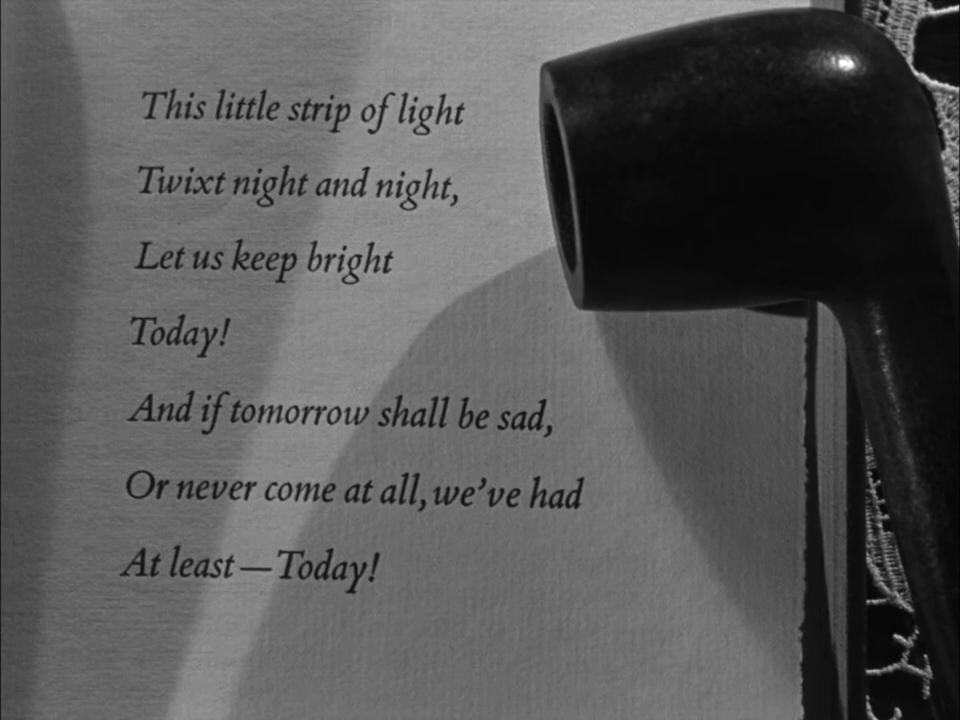 This little strip of light
Twixt night and night,
Let us keep bright
Today!
And if tomorrow shall be sad,
Or never come at all, we've had
At least—Today!